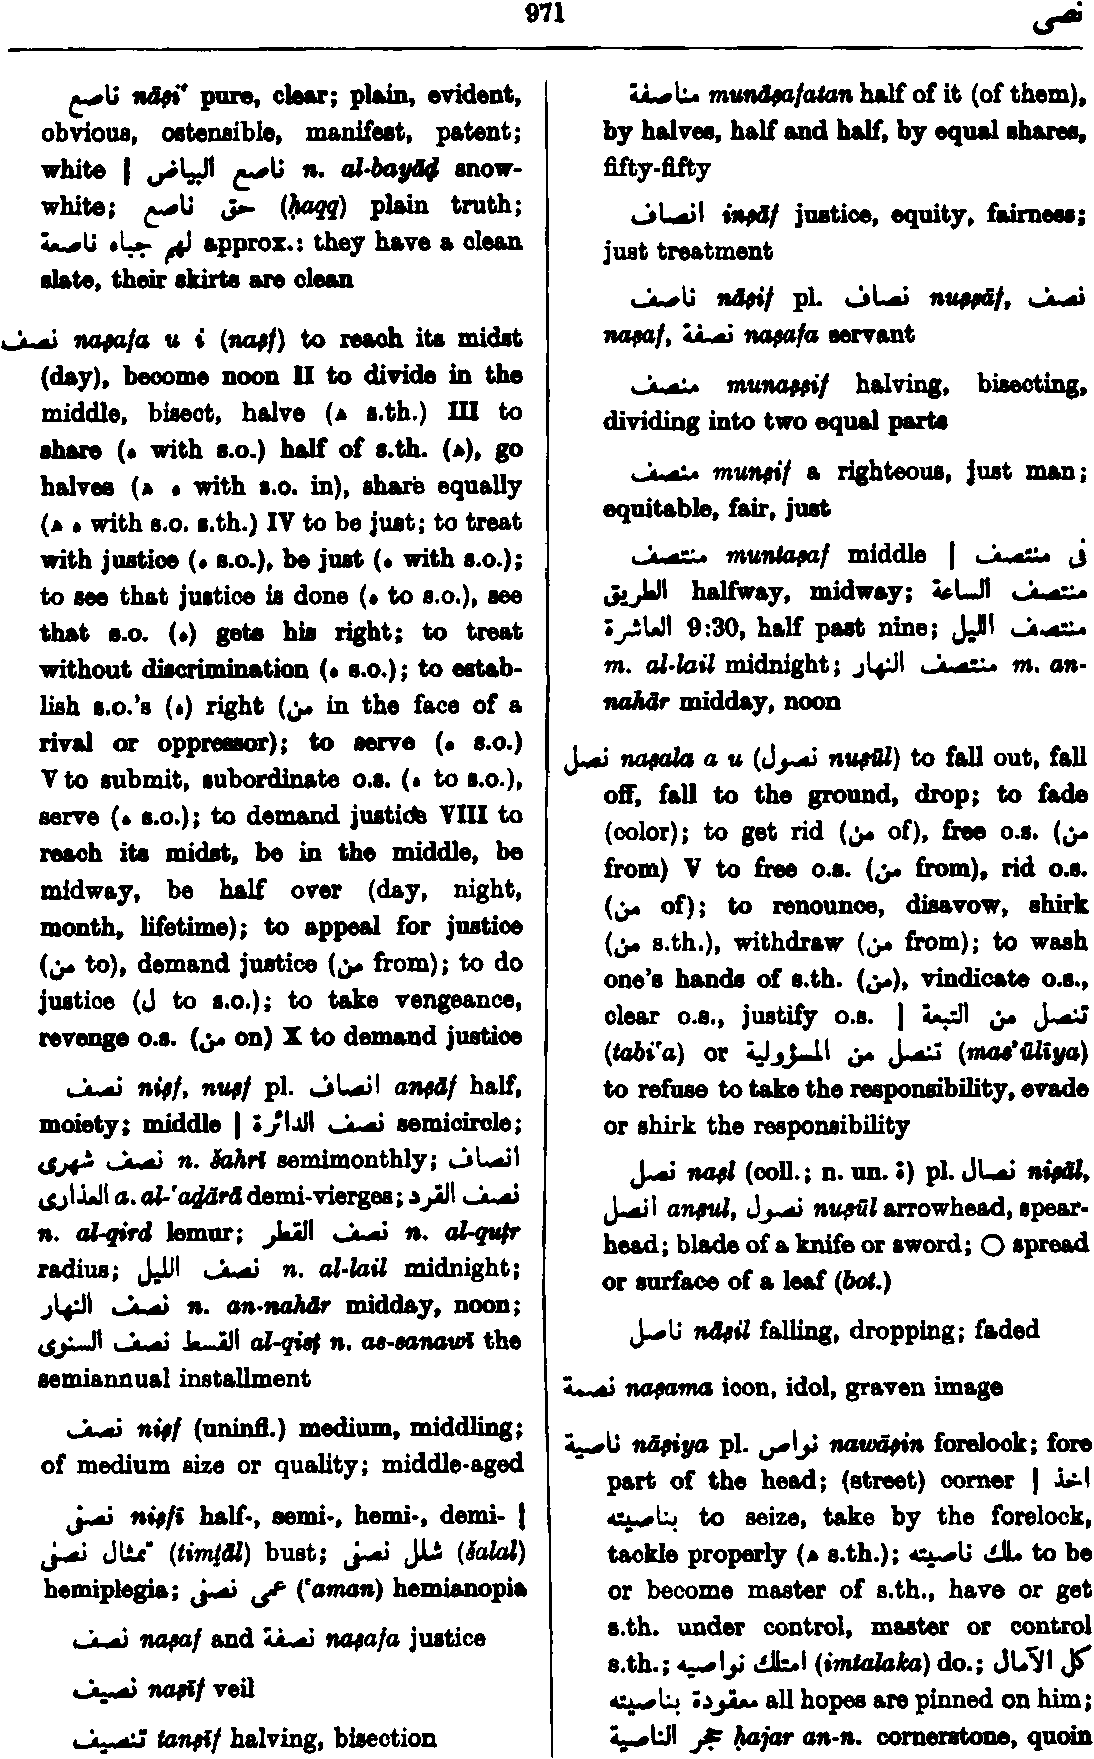 971
نصى
ناصع nāṣi‘ pure, clear; plain, evident,
obvious, ostensible, manifest, patent;
white | ناصع البياض n. al-bayāḍ snow-
white; حق ناصع (ḥaqq) plain truth;
لهم جباه ناصعة approx.: they have a clean
slate, their skirts are clean
نصف naṣafa u i (naṣf) to reach its midst
(day), become noon II to divide in the
middle, bisect, halve (ﻫ s.th.) III to
share (ه with s.o.) half of s.th. (ﻫ), go
halves (ﻫ ه with s.o. in), share equally
(ﻫ ه with s.o. s.th.) IV to be just; to treat
with justice (ه s.o.), be just (ه with s.o.);
to see that justice is done (ه to s.o.), see
that s.o. (ه) gets his right; to treat
without discrimination (ه s.o.); to estab-
lish s.o.’s (ه) right (من in the face of a
rival or oppressor); to serve (ه s.o.)
V to submit, subordinate o.s. (ه to s.o.),
serve (ه s.o.); to demand justice VIII to
reach its midst, be in the middle, be
midway, be half over (day, night,
month, lifetime); to appeal for justice
(من to), demand justice (من from); to do
justice (ل to s.o.); to take vengeance,
revenge o.s. (من on) X to demand justice
نصف niṣf, nuṣf pl. انصاف anṣāf half,
moiety; middle | نصف الدائرة semicircle;
نصف شهرى n. šahrī semimonthly; انصاف
العذارى a. al-‘aḏārā demi-vierges; نصف القرد
n. al-qird lemur; نصف القطر n. al-quṭr
radius; نصف الليل n. al-lail midnight;
نصف النهار n. an-nahār midday, noon;
القسط نصف السنوى al-qisṭ n. as-sanawī the
semiannual installment
نصف niṣf (uninfl.) medium, middling;
of medium size or quality; middle-aged
نصفى niṣfī half-, semi-, hemi-, demi- |
تمثال نصفى (timṯāl) bust; شلل نصفى (šalal)
hemiplegia; عمى نصفى (‘aman) hemianopia
نصف naṣaf and نصفة naṣafa justice
نصيف naṣīf veil
تنصيف tanṣīf halving, bisection
مناصفة munāṣafatan half of it (of them),
by halves, half and half, by equal shares,
fifty-fifty
انصاف inṣāf justice, equity, fairness;
just treatment
ناصف nāṣif pl. نصاف nuṣṣāf, نصف
naṣaf, نصفة naṣafa servant
منصف munaṣṣif halving, bisecting,
dividing into two equal parts
منصف munṣif a righteous, just man;
equitable, fair, just
منتصف muntaṣaf middle | فى منتصف
الطريق halfway, midway; منتصف الساعة
العاشرة 9:30, half past nine; منتصف الليل
m. al-lail midnight; منتصف النهار m. an-
nahār midday, noon
نصل naṣala a u (نصول nuṣūl) to fall out, fall
off, fall to the ground, drop; to fade
(color); to get rid (من of), free o.s. (من
from) V to free o.s. (من from), rid o.s.
(من of); to renounce, disavow, shirk
(من s.th.), withdraw (من from); to wash
one’s hands of s.th. (من), vindicate o.s.,
clear o.s., justify o.s. | تنصل من التبعة
(tabi‘a) or تنصل من المسؤولية (mas’ūlīya)
to refuse to take the responsibility, evade
or shirk the responsibility
نصل naṣl (coll.; n. un. ة) pl. نصال niṣāl,
انصل anṣul, نصول nuṣūl arrowhead, spear-
head; blade of a knife or sword; ○ spread
or surface of a leaf (bot.)
ناصل nāṣil falling, dropping; faded
نصمة naṣama icon, idol, graven image
ناصية nāṣiya pl. نواص nawāṣin forelock; fore
part of the head; (street) corner | اخذ
بناصيته to seize, take by the forelock,
tackle properly (ﻫ s.th.); ملك ناصيته to be
or become master of s.th., have or get
s.th. under control, master or control
s.th.; امتلك نواصيه (imtalaka) do.; كل الآمال
معقودة بناصيته all hopes are pinned on him;
حجر الناصية ḥajar an-n. cornerstone, quoin